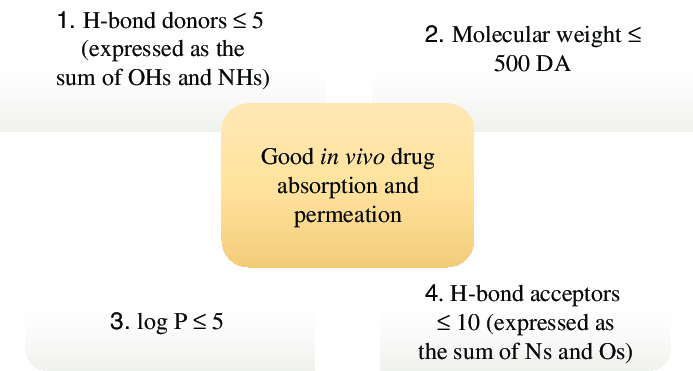 1. H-bond donors ≤ 5
(expressed as the
sum of OHs and NHs)
2. Molecular weight ≤
500 DA
Good in vivo drug
absorption and
permeation
3. log P ≤ 5
4. H-bond acceptors
≤ 10 (expressed as
the sum of Ns and Os)